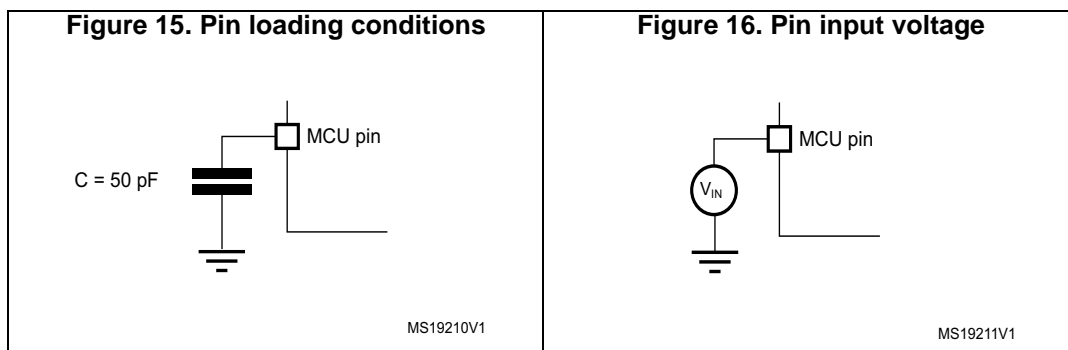 Figure 15. Pin loading conditions
Figure 16. Pin input voltage
MCU pin
C = 50 pF
MS19210V1
MCU pin
VIN
MS19211V1